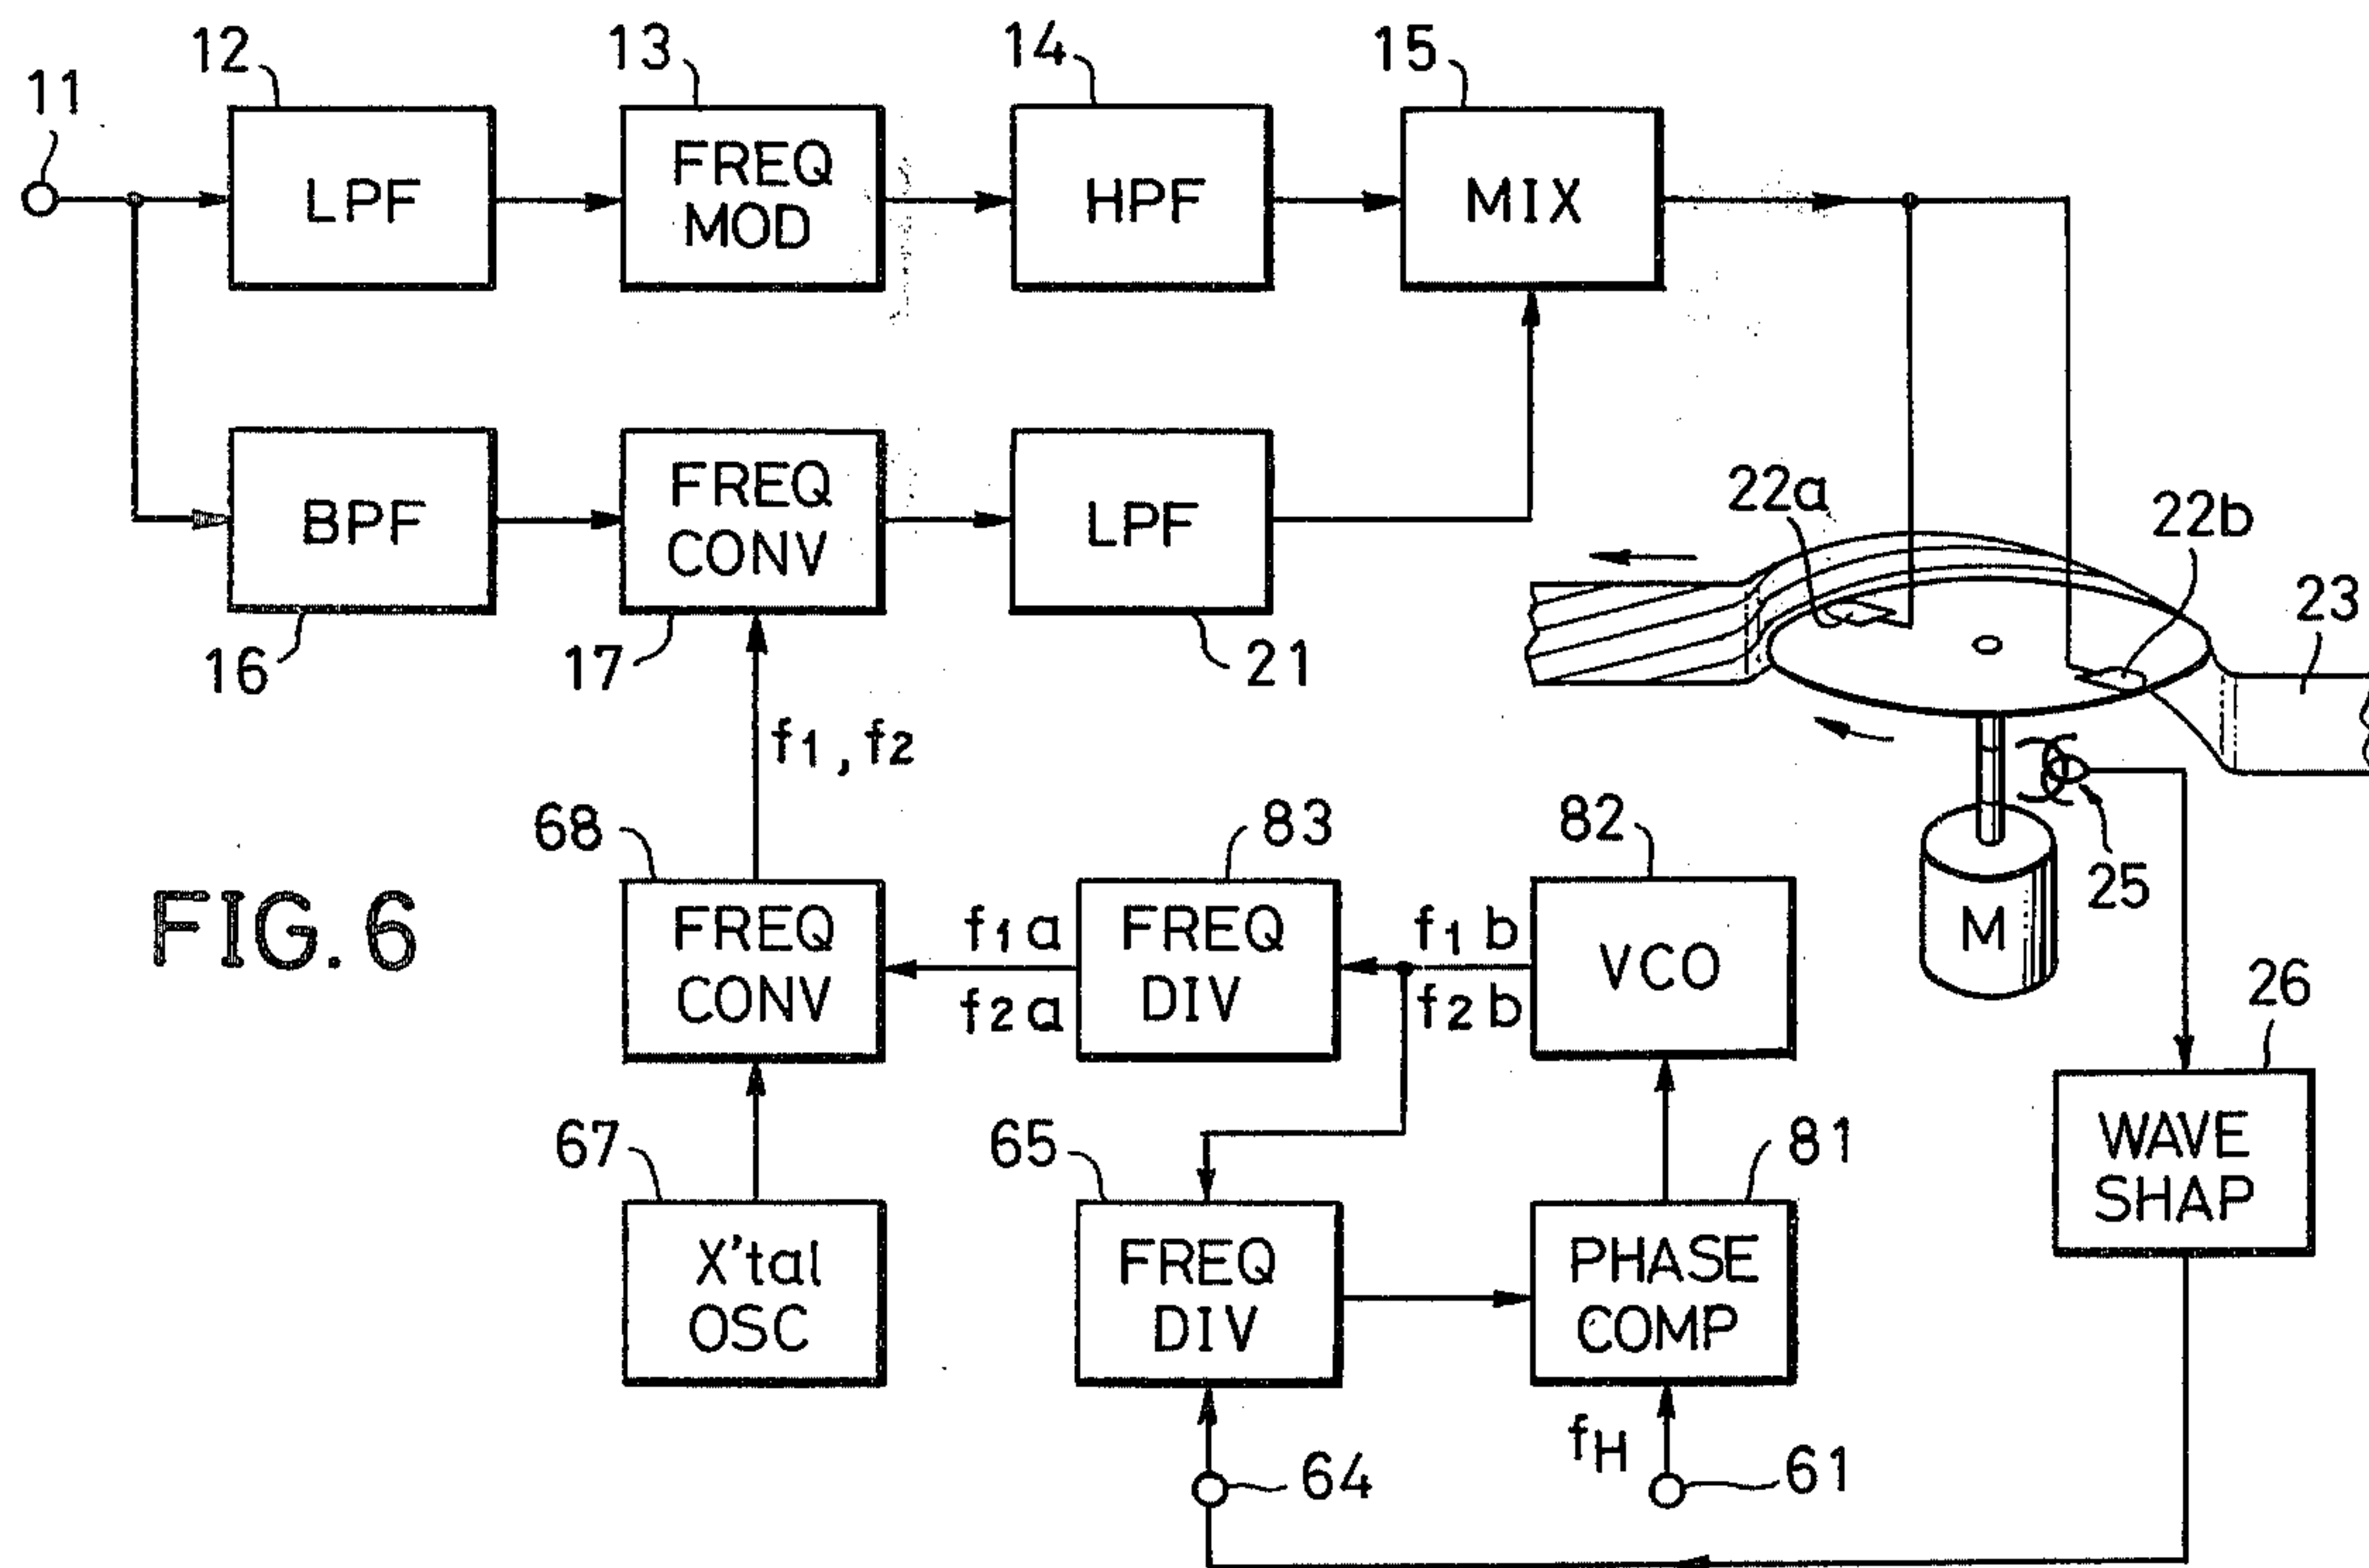 12
13
14
15
11
LPF
FREQ
MOD
HPF
MIX
BPF
FREQ
CONV
LPF
22a
22b
23
16
17
21
f1, f2
68
83
82
25
FIG. 6
FREQ
CONV
f1a
f2a
FREQ
DIV
f1b
f2b
VCO
M
26
67
65
81
WAVE
SHAP
X'tal
OSC
FREQ
DIV
PHASE
COMP
fH
64
61